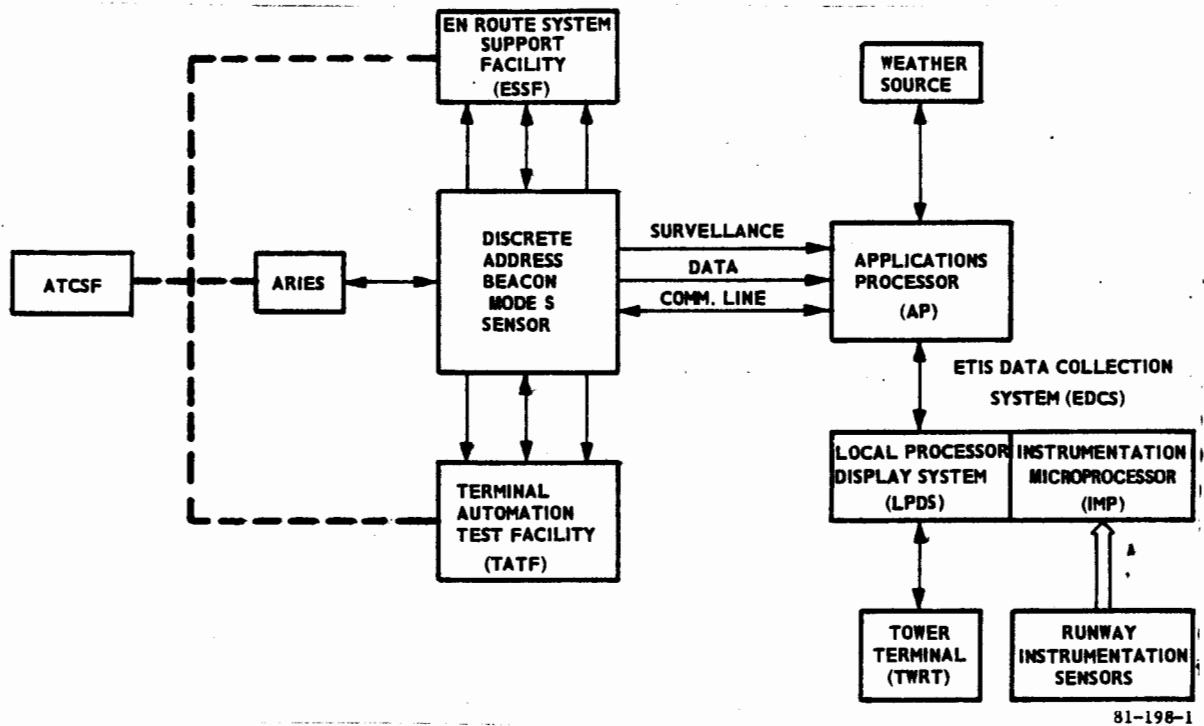 EN ROUTE SYSTEM
SUPPORT
FACILITY
(ESSF)
WEATHER
SOURCE
ATCSF
ARIES
DISCRETE
ADDRESS
BEACON
MODE S
SENSOR
SURVELLANCE
DATA
COMM. LINE
APPLICATIONS
PROCESSOR
(AP)
ETIS DATA COLLECTION
SYSTEM (EDCS)
LOCAL PROCESSOR
DISPLAY SYSTEM
(LPDS)
INSTRUMENTATION
MICROPROCESSOR
(IMP)
TERMINAL
AUTOMATION
TEST FACILITY
(TATF)
TOWER
TERMINAL
(TWRT)
RUNWAY
INSTRUMENTATION
SENSORS
81-198-1